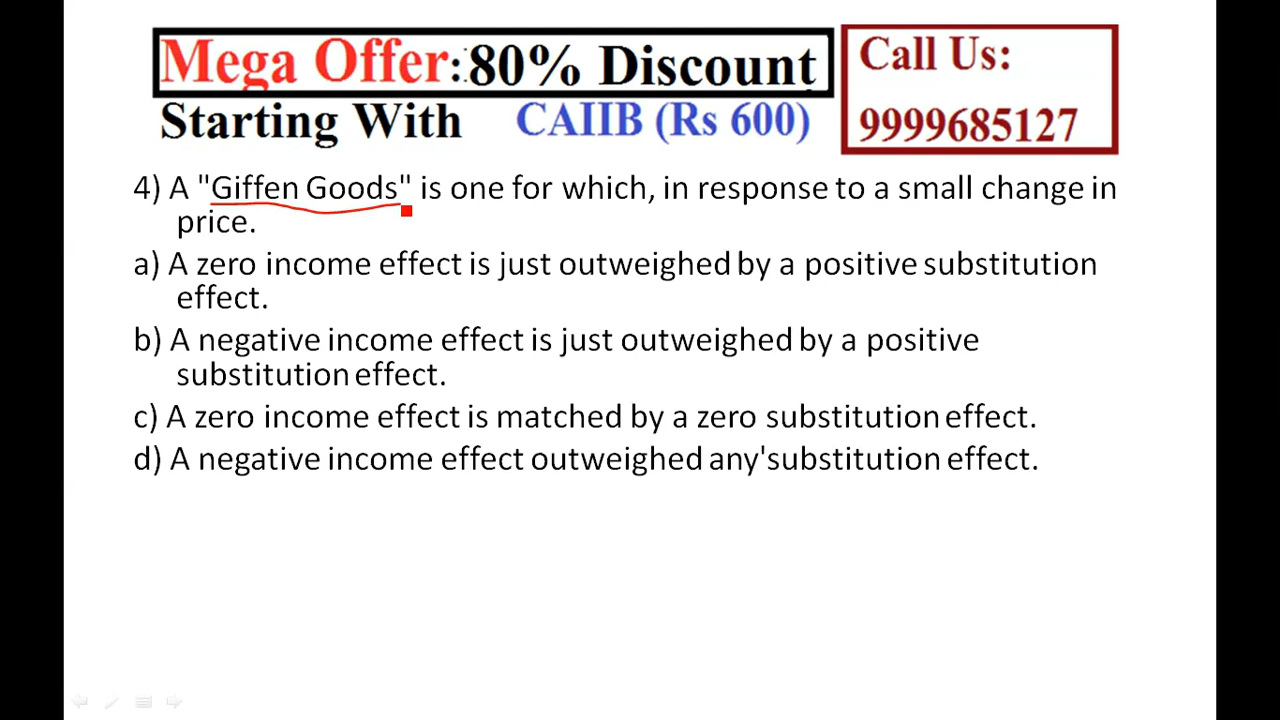 Mega Offer:80% Discount
Starting With CAIIB (Rs 600)
Call Us:
9999685127
4) A "Giffen Goods" is one for which, in response to a small change in
price.
a) A zero income effect is just outweighed by a positive substitution
effect.
b) A negative income effect is just outweighed by a positive
substitution effect.
c) A zero income effect is matched by a zero substitution effect.
d) A negative income effect outweighed any'substitution effect.